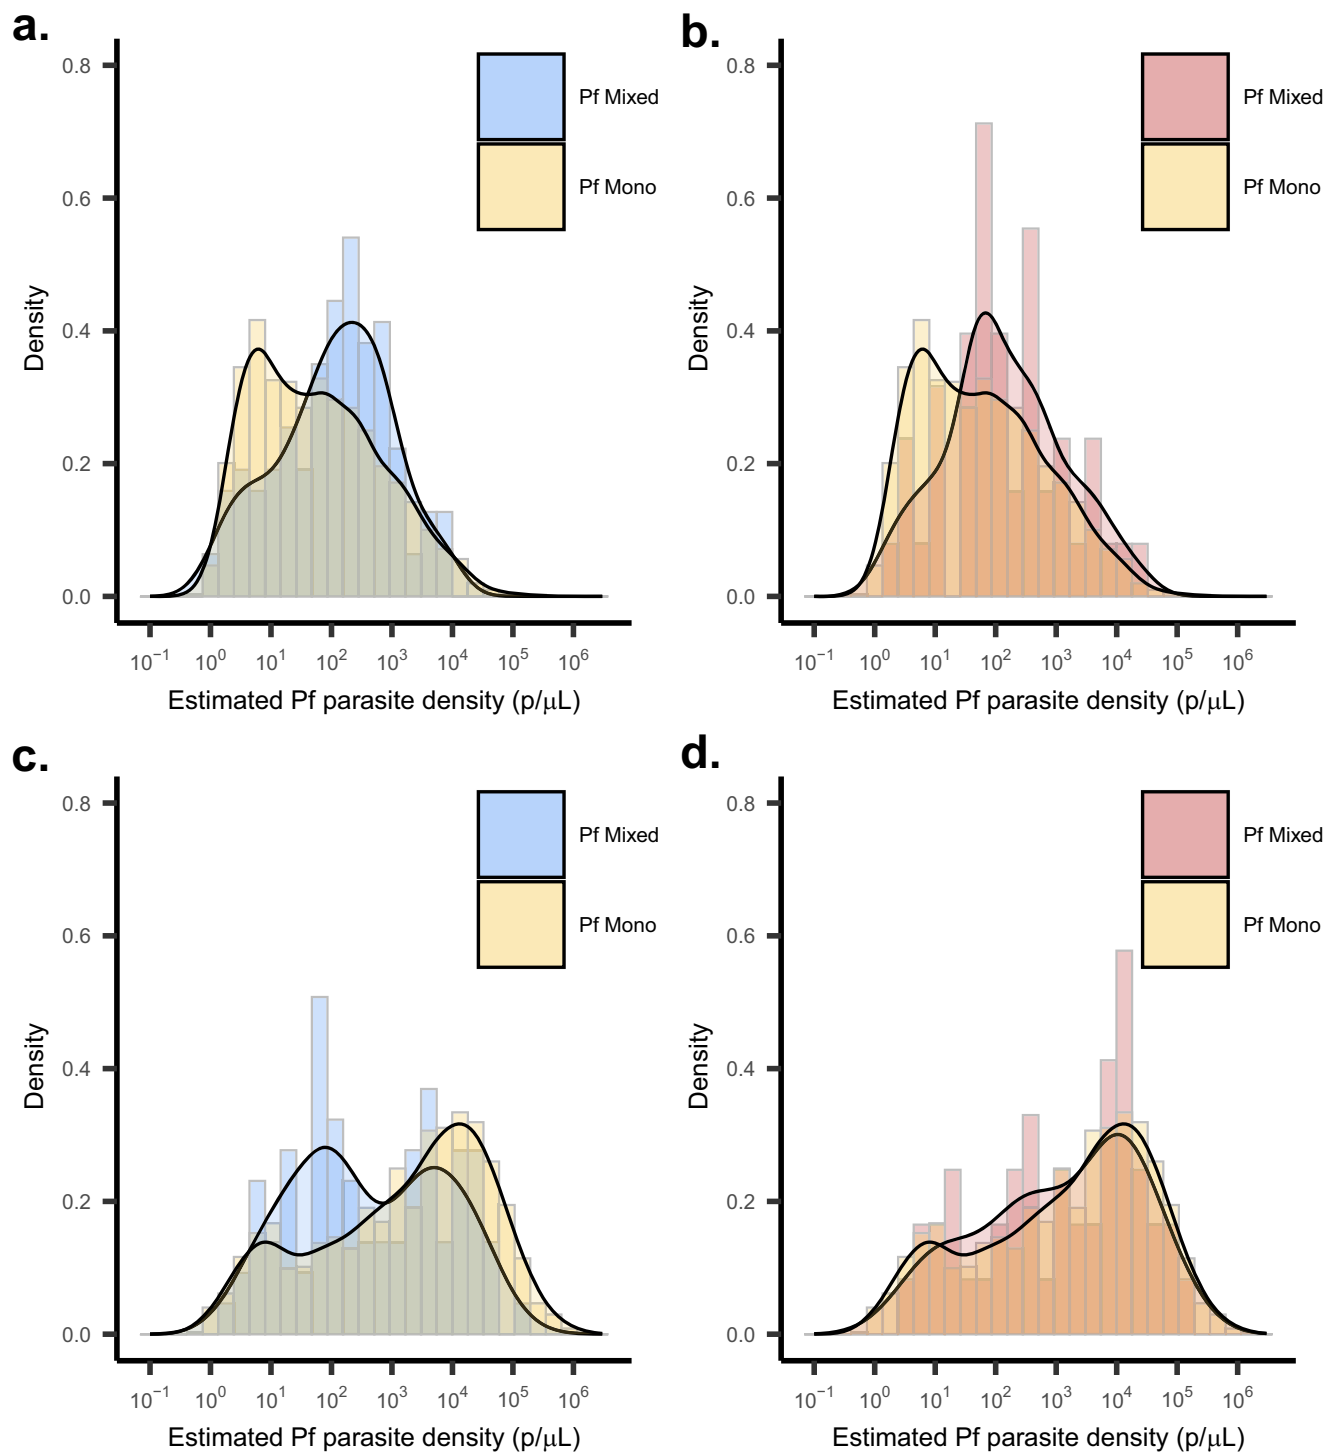 a.
0.8
0.6
0.4
0.2
0.0
Density
Pf Mixed
Pf Mono
10⁻¹ 10⁰ 10¹ 10² 10³ 10⁴ 10⁵ 10⁶
Estimated Pf parasite density (p/μL)
b.
0.8
0.6
0.4
0.2
0.0
Density
Pf Mixed
Pf Mono
10⁻¹ 10⁰ 10¹ 10² 10³ 10⁴ 10⁵ 10⁶
Estimated Pf parasite density (p/μL)
c.
0.8
0.6
0.4
0.2
0.0
Density
Pf Mixed
Pf Mono
10⁻¹ 10⁰ 10¹ 10² 10³ 10⁴ 10⁵ 10⁶
Estimated Pf parasite density (p/μL)
d.
0.8
0.6
0.4
0.2
0.0
Density
Pf Mixed
Pf Mono
10⁻¹ 10⁰ 10¹ 10² 10³ 10⁴ 10⁵ 10⁶
Estimated Pf parasite density (p/μL)